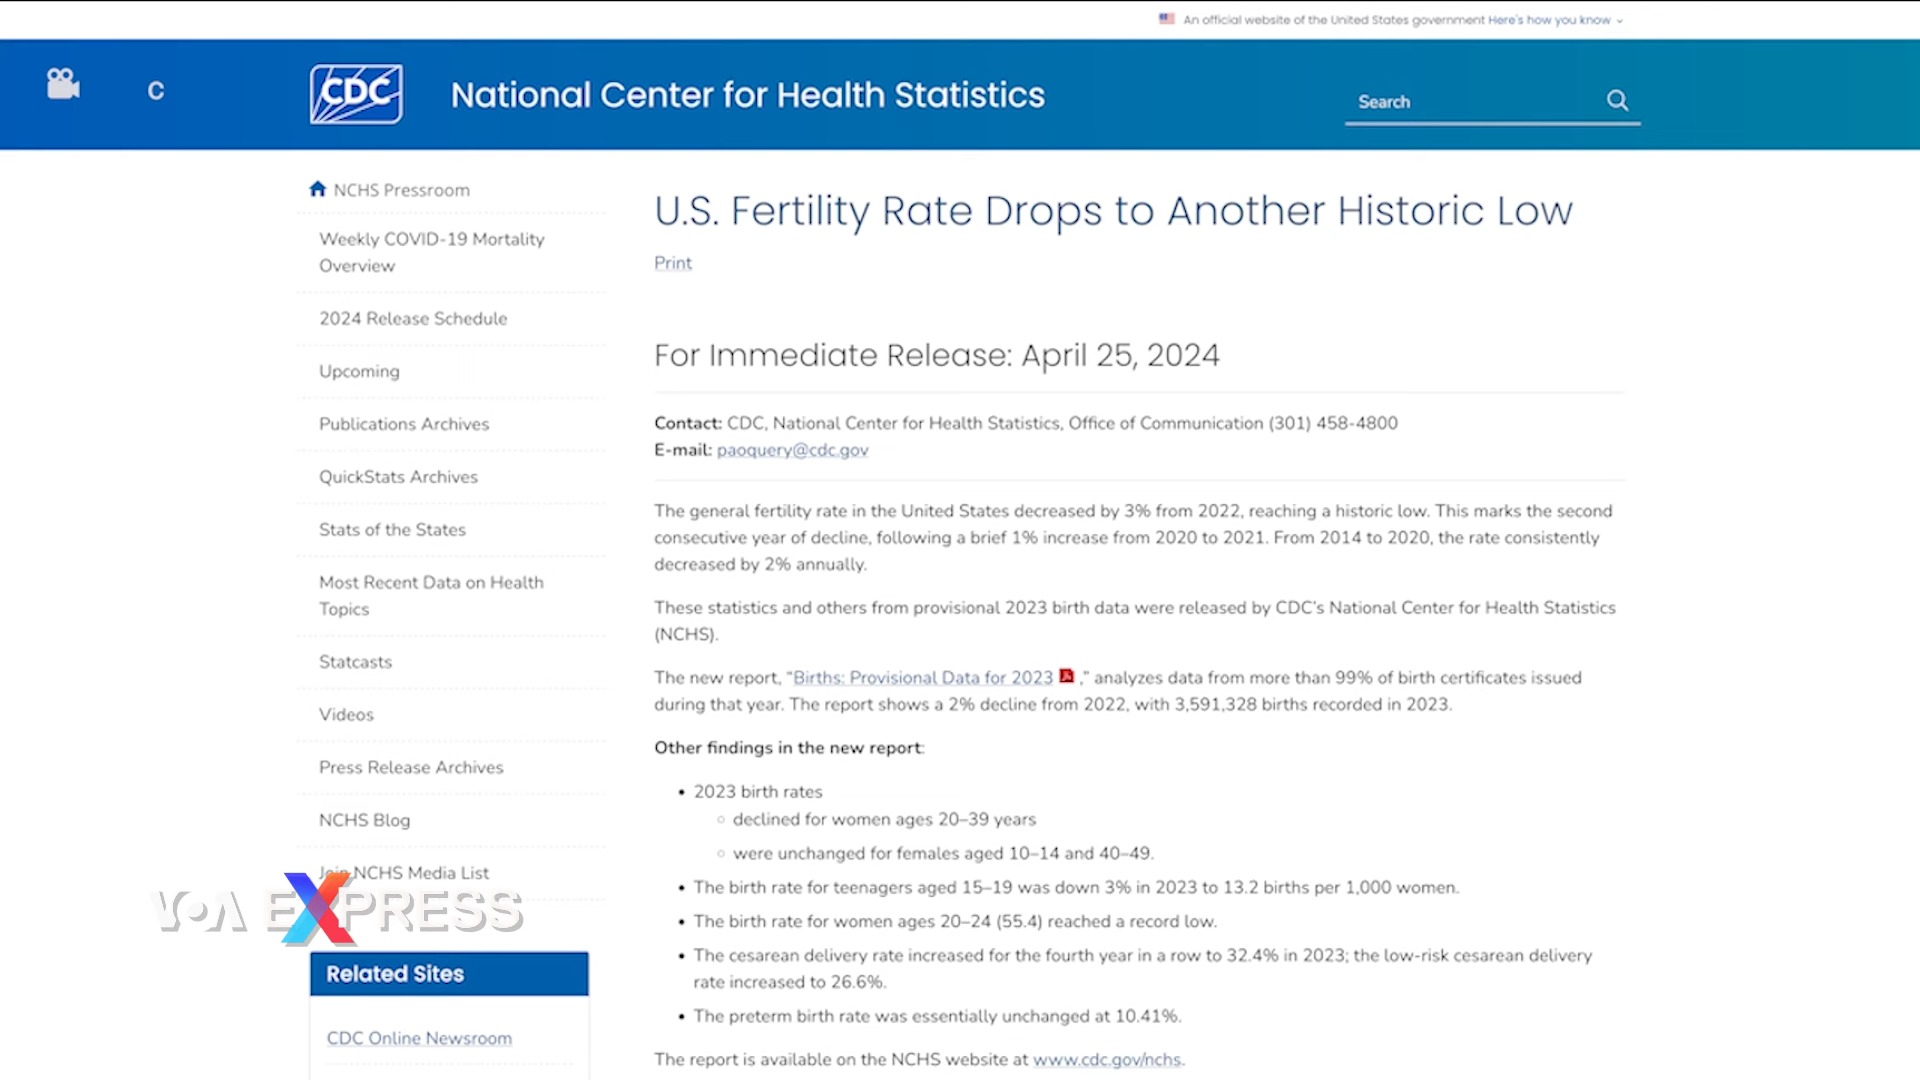 An official website of the United States government Here's how you know
C
CDC
National Center for Health Statistics
Search
NCHS Pressroom
Weekly COVID-19 Mortality
Overview
2024 Release Schedule
Upcoming
Publications Archives
QuickStats Archives
Stats of the States
Most Recent Data on Health
Topics
Statcasts
Videos
Press Release Archives
NCHS Blog
Join NCHS Media List
VOA EXPRESS
Related Sites
CDC Online Newsroom
U.S. Fertility Rate Drops to Another Historic Low
Print
For Immediate Release: April 25, 2024
Contact: CDC, National Center for Health Statistics, Office of Communication (301) 458-4800
E-mail: paoquery@cdc.gov
The general fertility rate in the United States decreased by 3% from 2022, reaching a historic low. This marks the second
consecutive year of decline, following a brief 1% increase from 2020 to 2021. From 2014 to 2020, the rate consistently
decreased by 2% annually.
These statistics and others from provisional 2023 birth data were released by CDC's National Center for Health Statistics
(NCHS).
The new report, “Births: Provisional Data for 2023 ,” analyzes data from more than 99% of birth certificates issued
during that year. The report shows a 2% decline from 2022, with 3,591,328 births recorded in 2023.
Other findings in the new report:
• 2023 birth rates
○ declined for women ages 20–39 years
○ were unchanged for females aged 10–14 and 40–49.
• The birth rate for teenagers aged 15–19 was down 3% in 2023 to 13.2 births per 1,000 women.
• The birth rate for women ages 20–24 (55.4) reached a record low.
• The cesarean delivery rate increased for the fourth year in a row to 32.4% in 2023; the low-risk cesarean delivery
rate increased to 26.6%.
• The preterm birth rate was essentially unchanged at 10.41%.
The report is available on the NCHS website at www.cdc.gov/nchs.